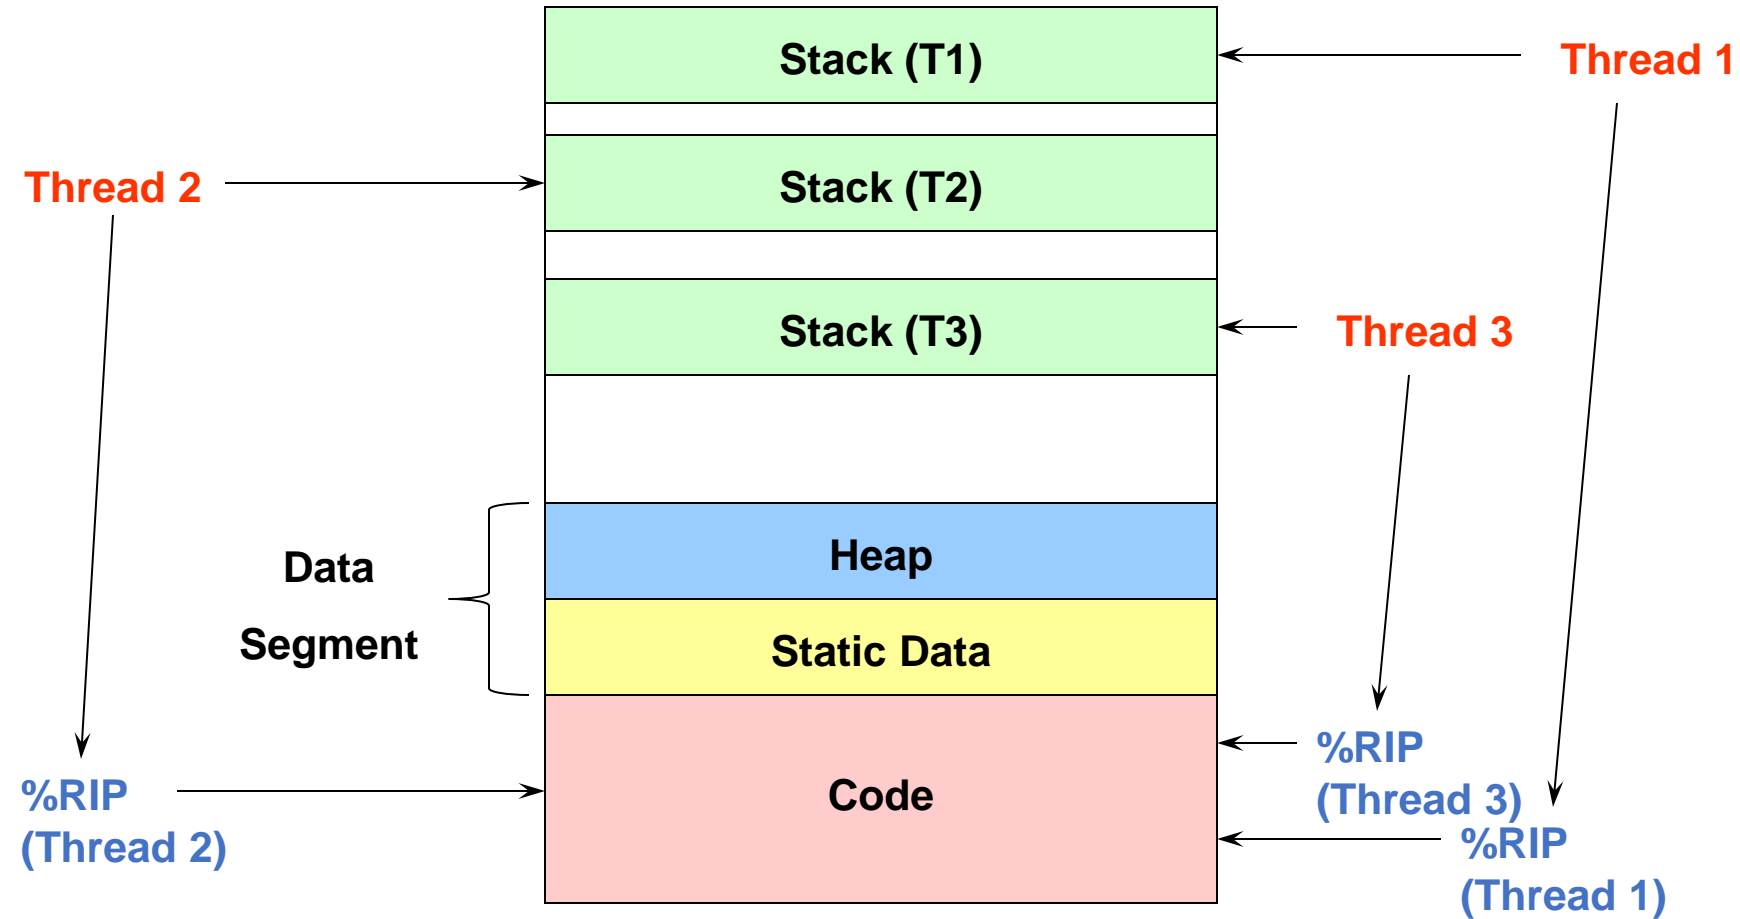 Stack (T1)
Thread 1
Thread 2
Stack (T2)
Stack (T3)
Thread 3
Heap
Data
Segment
Static Data
%RIP
(Thread 3)
%RIP
(Thread 2)
Code
%RIP
(Thread 1)